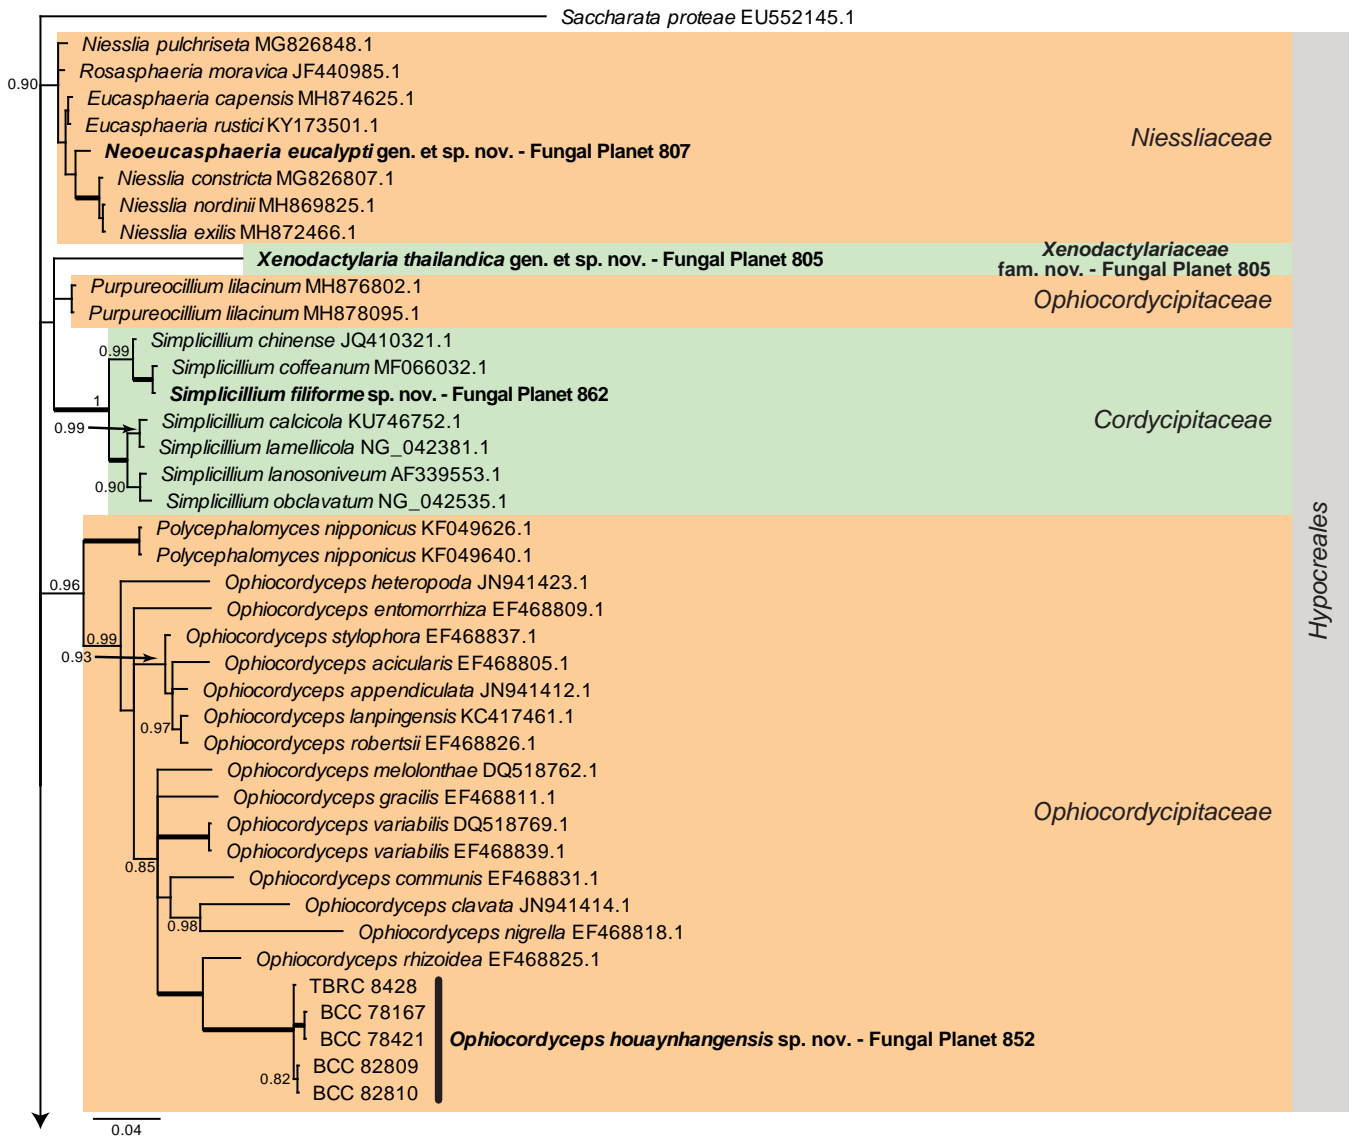 Saccharata proteae EU552145.1
Niesslia pulchriseta MG826848.1
Rosasphaeria moravica JF440985.1
0.90
Eucasphaeria capensis MH874625.1
Eucasphaeria rustici KY173501.1
Niessliaceae
Neoeucasphaeria eucalypti gen. et sp. nov. - Fungal Planet 807
Niesslia constricta MG826807.1
Niesslia nordinii MH869825.1
Niesslia exilis MH872466.1
Xenodactylaria thailandica gen. et sp. nov. - Fungal Planet 805
Xenodactylariaceae
fam. nov. - Fungal Planet 805
Purpureocillium lilacinum MH876802.1
Ophiocordycipitaceae
Purpureocillium lilacinum MH878095.1
Simplicillium chinense JQ410321.1
0.99
Simplicillium coffeanum MF066032.1
Simplicillium filiforme sp. nov. - Fungal Planet 862
1
Simplicillium calcicola KU746752.1
Cordycipitaceae
0.99
Simplicillium lamellicola NG_042381.1
Simplicillium lanosoniveum AF339553.1
0.90
Simplicillium obclavatum NG_042535.1
Polycephalomyces nipponicus KF049626.1
Polycephalomyces nipponicus KF049640.1
Hypocreales
0.96
Ophiocordyceps heteropoda JN941423.1
Ophiocordyceps entomorrhiza EF468809.1
0.99
Ophiocordyceps stylophora EF468837.1
0.93
Ophiocordyceps acicularis EF468805.1
Ophiocordyceps appendiculata JN941412.1
Ophiocordyceps lanpingensis KC417461.1
0.97
Ophiocordyceps robertsii EF468826.1
Ophiocordyceps melolonthae DQ518762.1
Ophiocordyceps gracilis EF468811.1
Ophiocordycipitaceae
Ophiocordyceps variabilis DQ518769.1
Ophiocordyceps variabilis EF468839.1
0.85
Ophiocordyceps communis EF468831.1
Ophiocordyceps clavata JN941414.1
0.98
Ophiocordyceps nigrella EF468818.1
Ophiocordyceps rhizoidea EF468825.1
TBRC 8428
BCC 78167
BCC 78421
Ophiocordyceps houaynhangensis sp. nov. - Fungal Planet 852
BCC 82809
0.82
BCC 82810
0.04